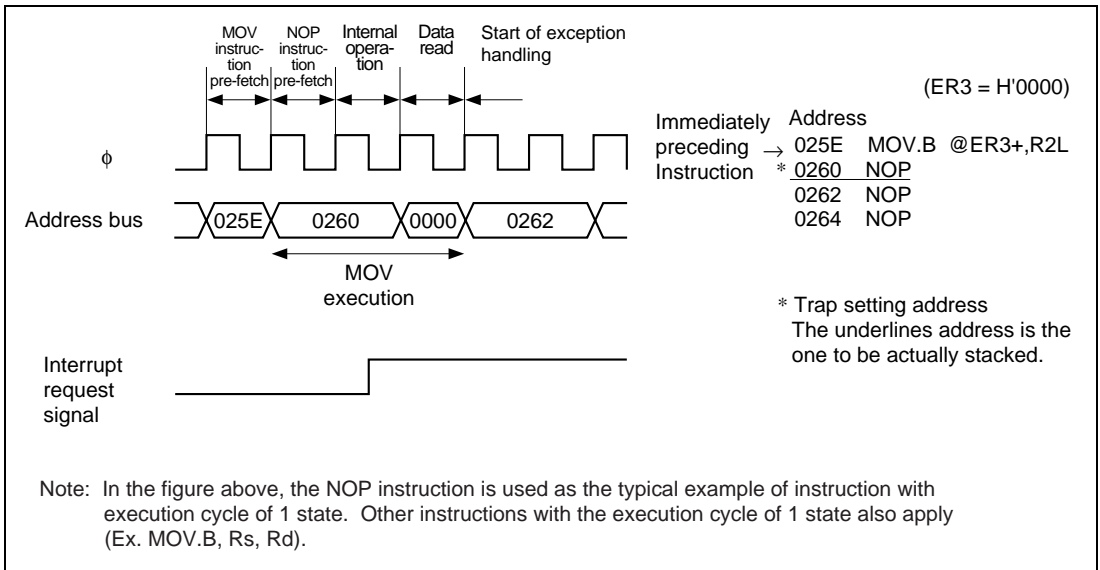 MOV instruc- tion pre-fetch
NOP instruc- tion pre-fetch
Internal opera- tion
Data read
Start of exception handling
(ER3 = H'0000)
φ
Immediately preceding Instruction
Address
→ 025E MOV.B @ER3+,R2L
* 0260 NOP
0262 NOP
0264 NOP
Address bus
025E 0260 0000 0262
MOV execution
* Trap setting address
The underlines address is the
one to be actually stacked.
Interrupt request signal
Note: In the figure above, the NOP instruction is used as the typical example of instruction with
execution cycle of 1 state. Other instructions with the execution cycle of 1 state also apply
(Ex. MOV.B, Rs, Rd).